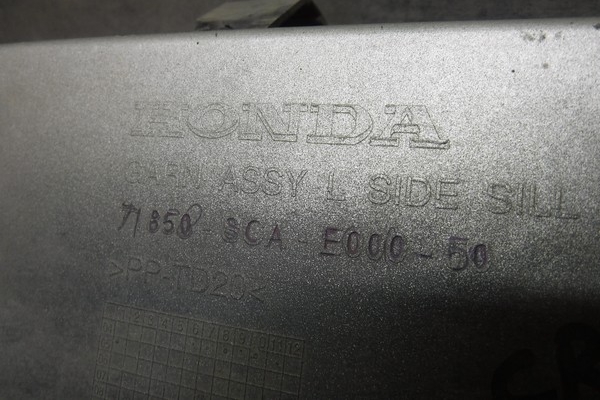 HONDA
GARN ASSY L SIDE SILL
71850-SCA-E000-50
>PP-TD20<